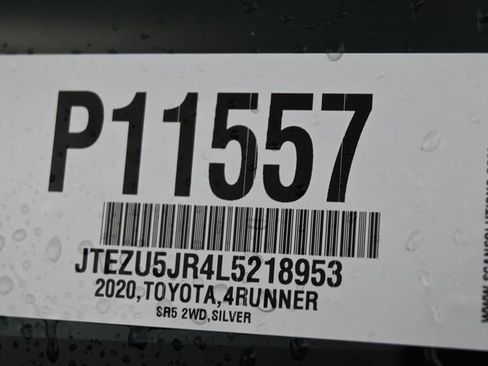 P11557
JTEZU5JR4L5218953
2020,TOYOTA,4RUNNER
SR5 2WD,SILVER